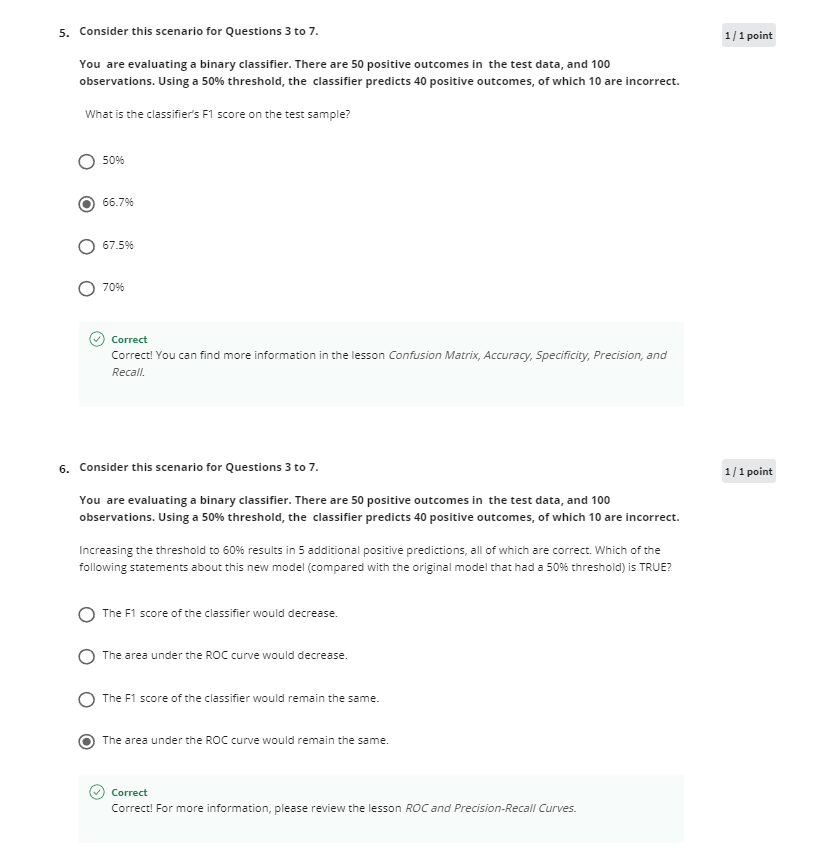 5. Consider this scenario for Questions 3 to 7.
1 / 1 point
You are evaluating a binary classifier. There are 50 positive outcomes in the test data, and 100
observations. Using a 50% threshold, the classifier predicts 40 positive outcomes, of which 10 are incorrect.
What is the classifier's F1 score on the test sample?
50%
66.7%
67.5%
70%
Correct
Correct! You can find more information in the lesson Confusion Matrix, Accuracy, Specificity, Precision, and
Recall.
6. Consider this scenario for Questions 3 to 7.
1 / 1 point
You are evaluating a binary classifier. There are 50 positive outcomes in the test data, and 100
observations. Using a 50% threshold, the classifier predicts 40 positive outcomes, of which 10 are incorrect.
Increasing the threshold to 60% results in 5 additional positive predictions, all of which are correct. Which of the
following statements about this new model (compared with the original model that had a 50% threshold) is TRUE?
The F1 score of the classifier would decrease.
The area under the ROC curve would decrease.
The F1 score of the classifier would remain the same.
The area under the ROC curve would remain the same.
Correct
Correct! For more information, please review the lesson ROC and Precision-Recall Curves.